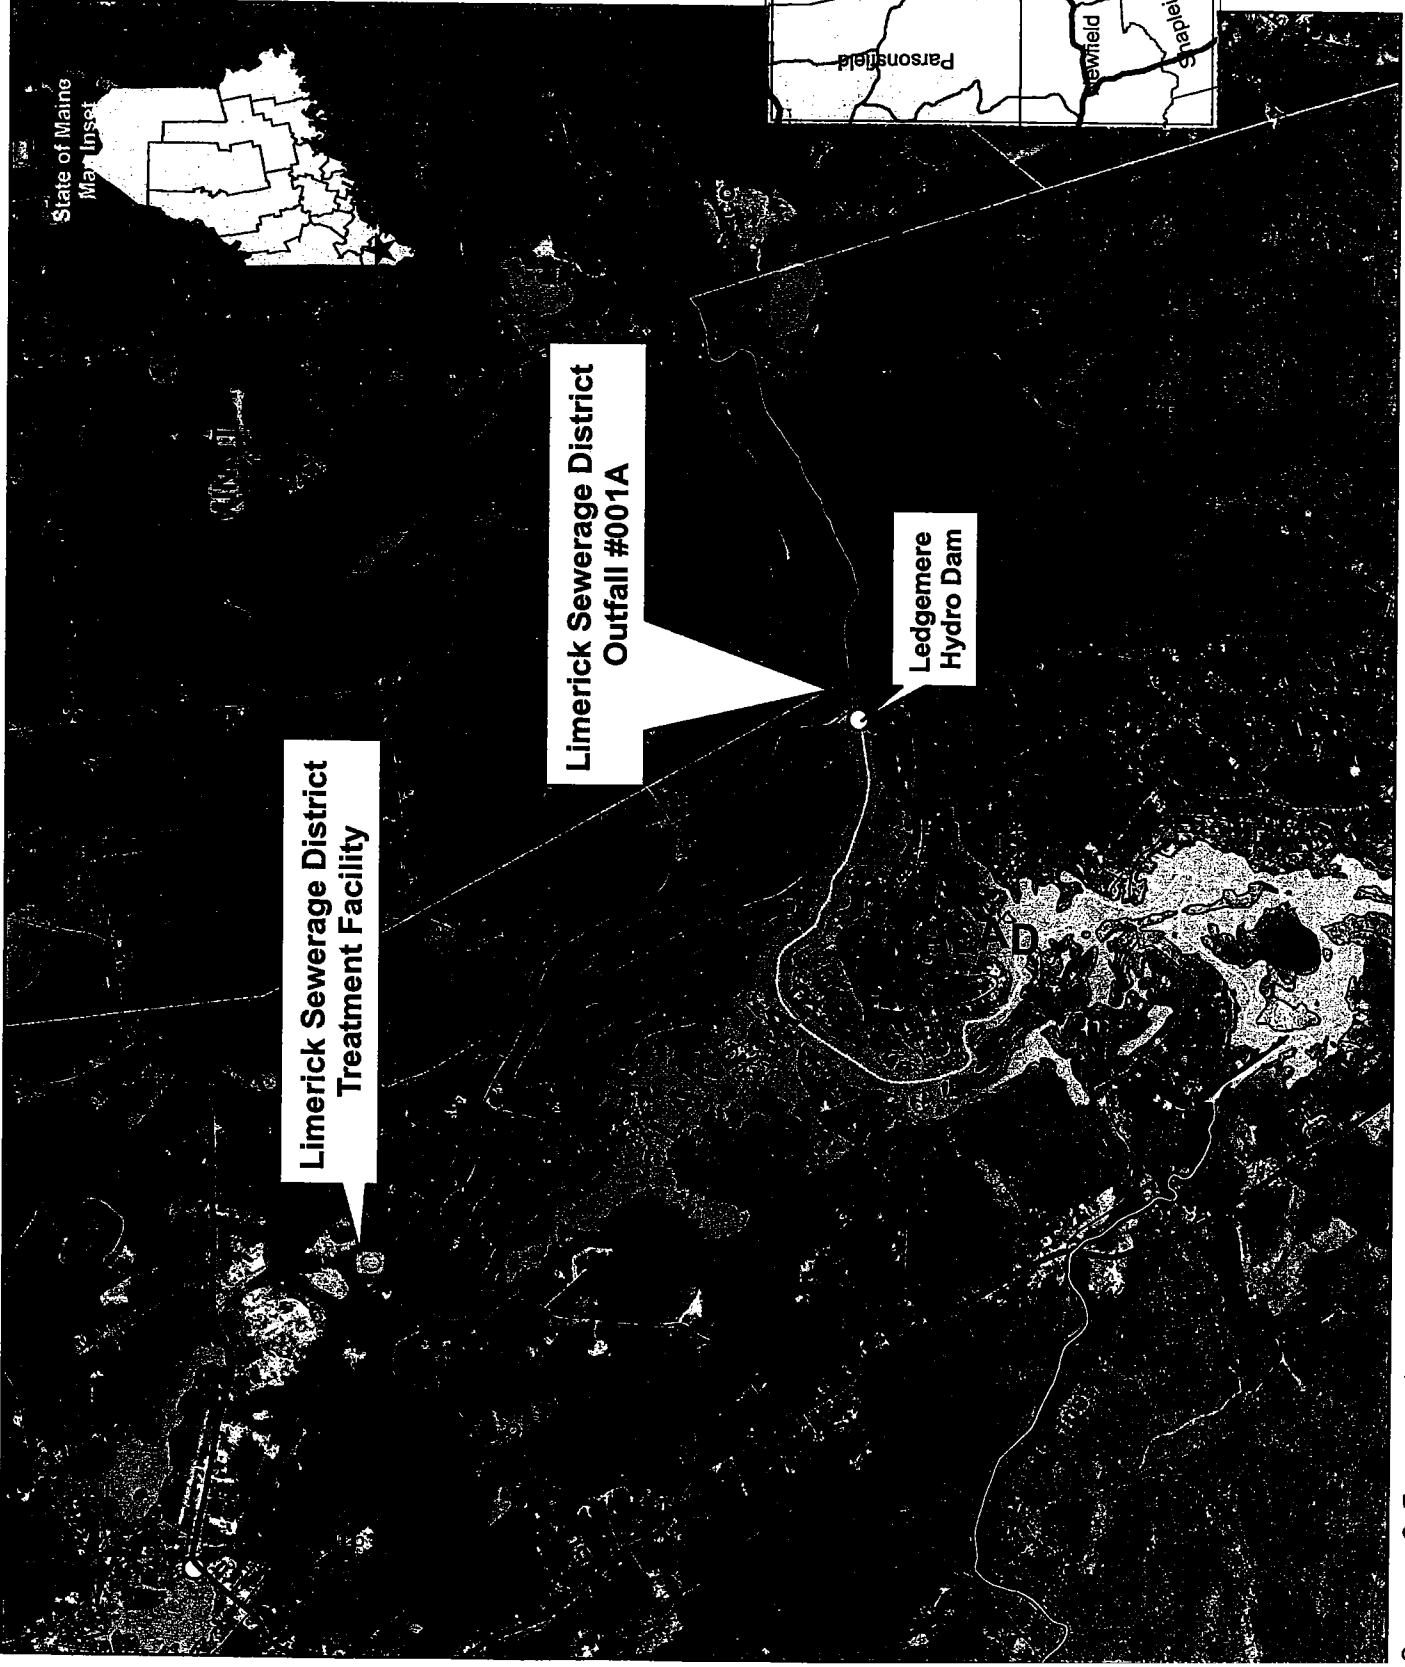 State of Maine
Map Inset
Limerick Sewerage District
Outfall #001A
Ledgemere
Hydro Dam
Limerick Sewerage District
Treatment Facility
Parsonsfield
Newfield